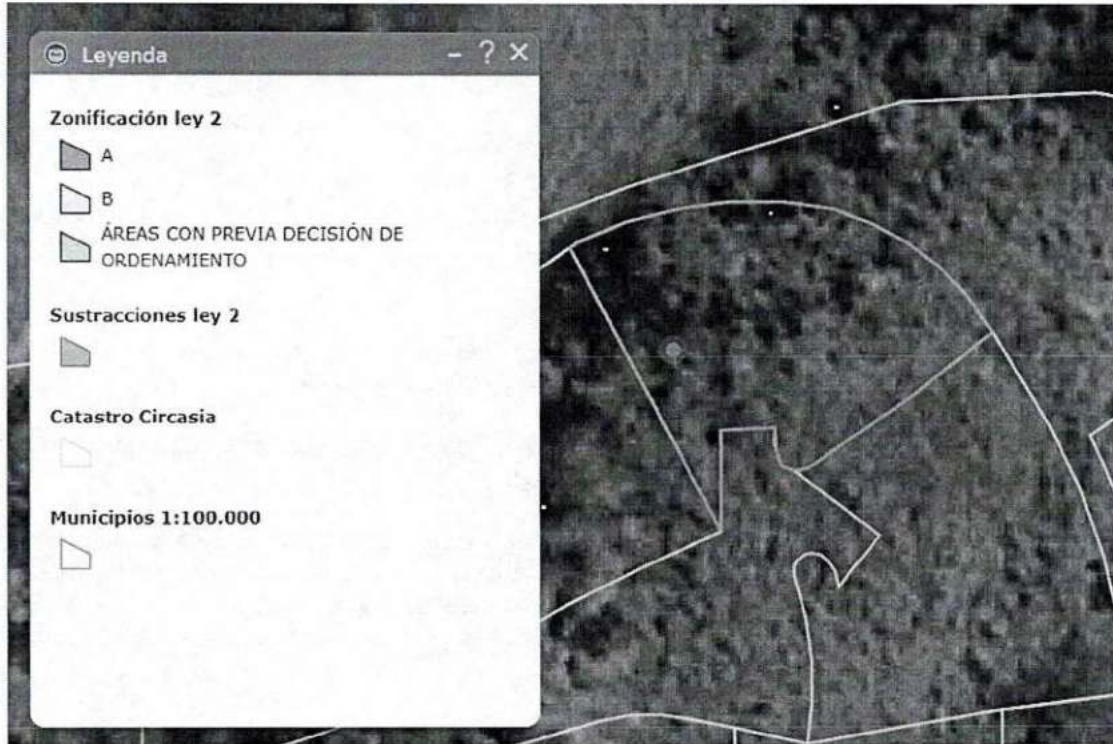 Leyenda - ? ×
Zonificación ley 2
A
B
ÁREAS CON PREVIA DECISIÓN DE
ORDENAMIENTO
Sustracciones ley 2
Catastro Circasia
Municipios 1:100.000